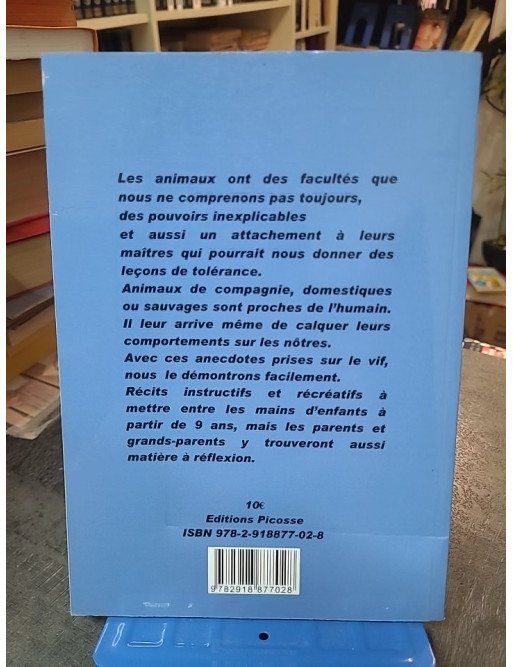 Les animaux ont des facultés que
nous ne comprenons pas toujours,
des pouvoirs inexplicables
et aussi un attachement à leurs
maîtres qui pourrait nous donner des
leçons de tolérance.
Animaux de compagnie, domestiques
ou sauvages sont proches de l'humain.
Il leur arrive même de calquer leurs
comportements sur les nôtres.
Avec ces anecdotes prises sur le vif,
nous le démontrons facilement.
Récits instructifs et récréatifs à
mettre entre les mains d'enfants à
partir de 9 ans, mais les parents et
grands-parents y trouveront aussi
matière à réflexion.
10€
Editions Picosse
ISBN 978-2-918877-02-8
9782918877028